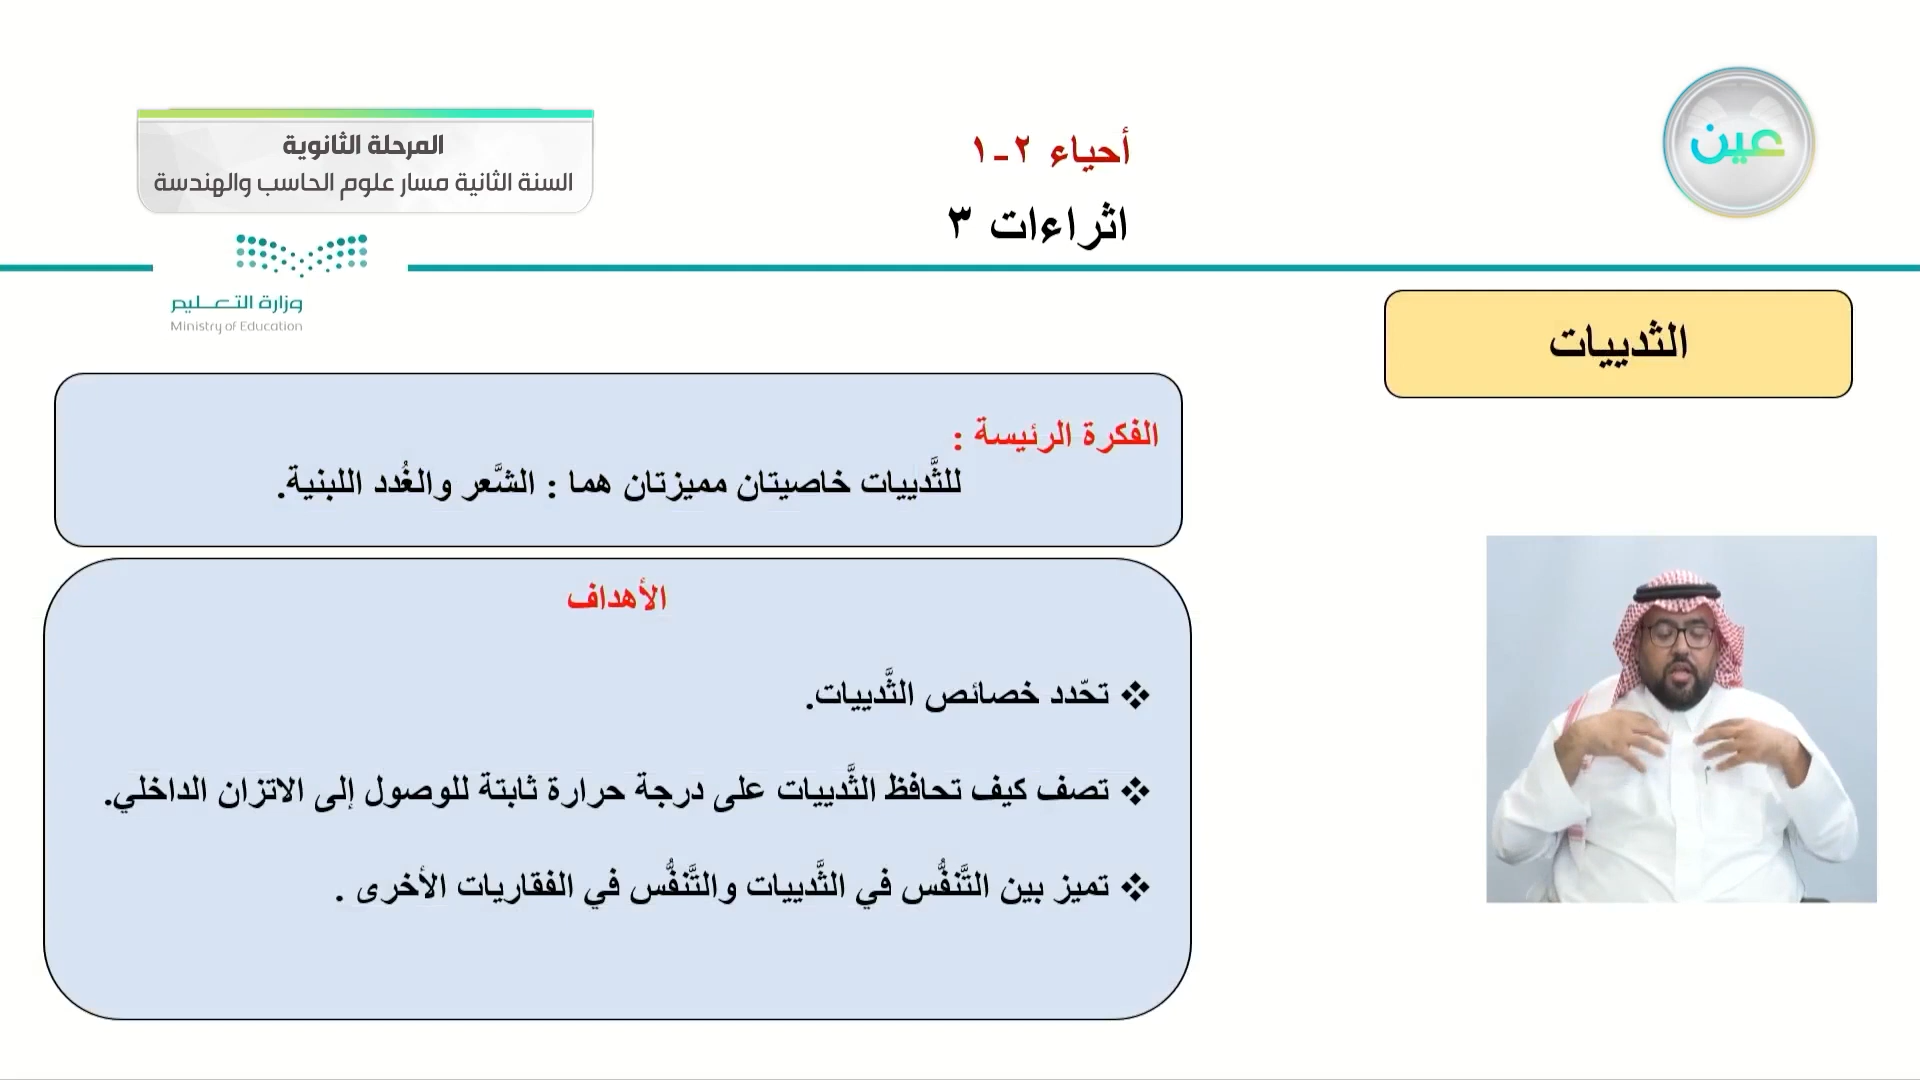 عين
أحياء ٢-١
اثراءات ٣
المرحلة الثانوية
السنة الثانية مسار علوم الحاسب والهندسة
وزارة التعـــليم
Ministry of Education
الثدييات
الفكرة الرئيسة :
للثَّدييات خاصيتان مميزتان هما : الشَّعر والغُدد اللبنية.
الأهداف
❖ تحّدد خصائص الثَّدييات.
❖ تصف كيف تحافظ الثَّدييات على درجة حرارة ثابتة للوصول إلى الاتزان الداخلي.
❖ تميز بين التَّنفُّس في الثَّدييات والتَّنفُّس في الفقاريات الأخرى .